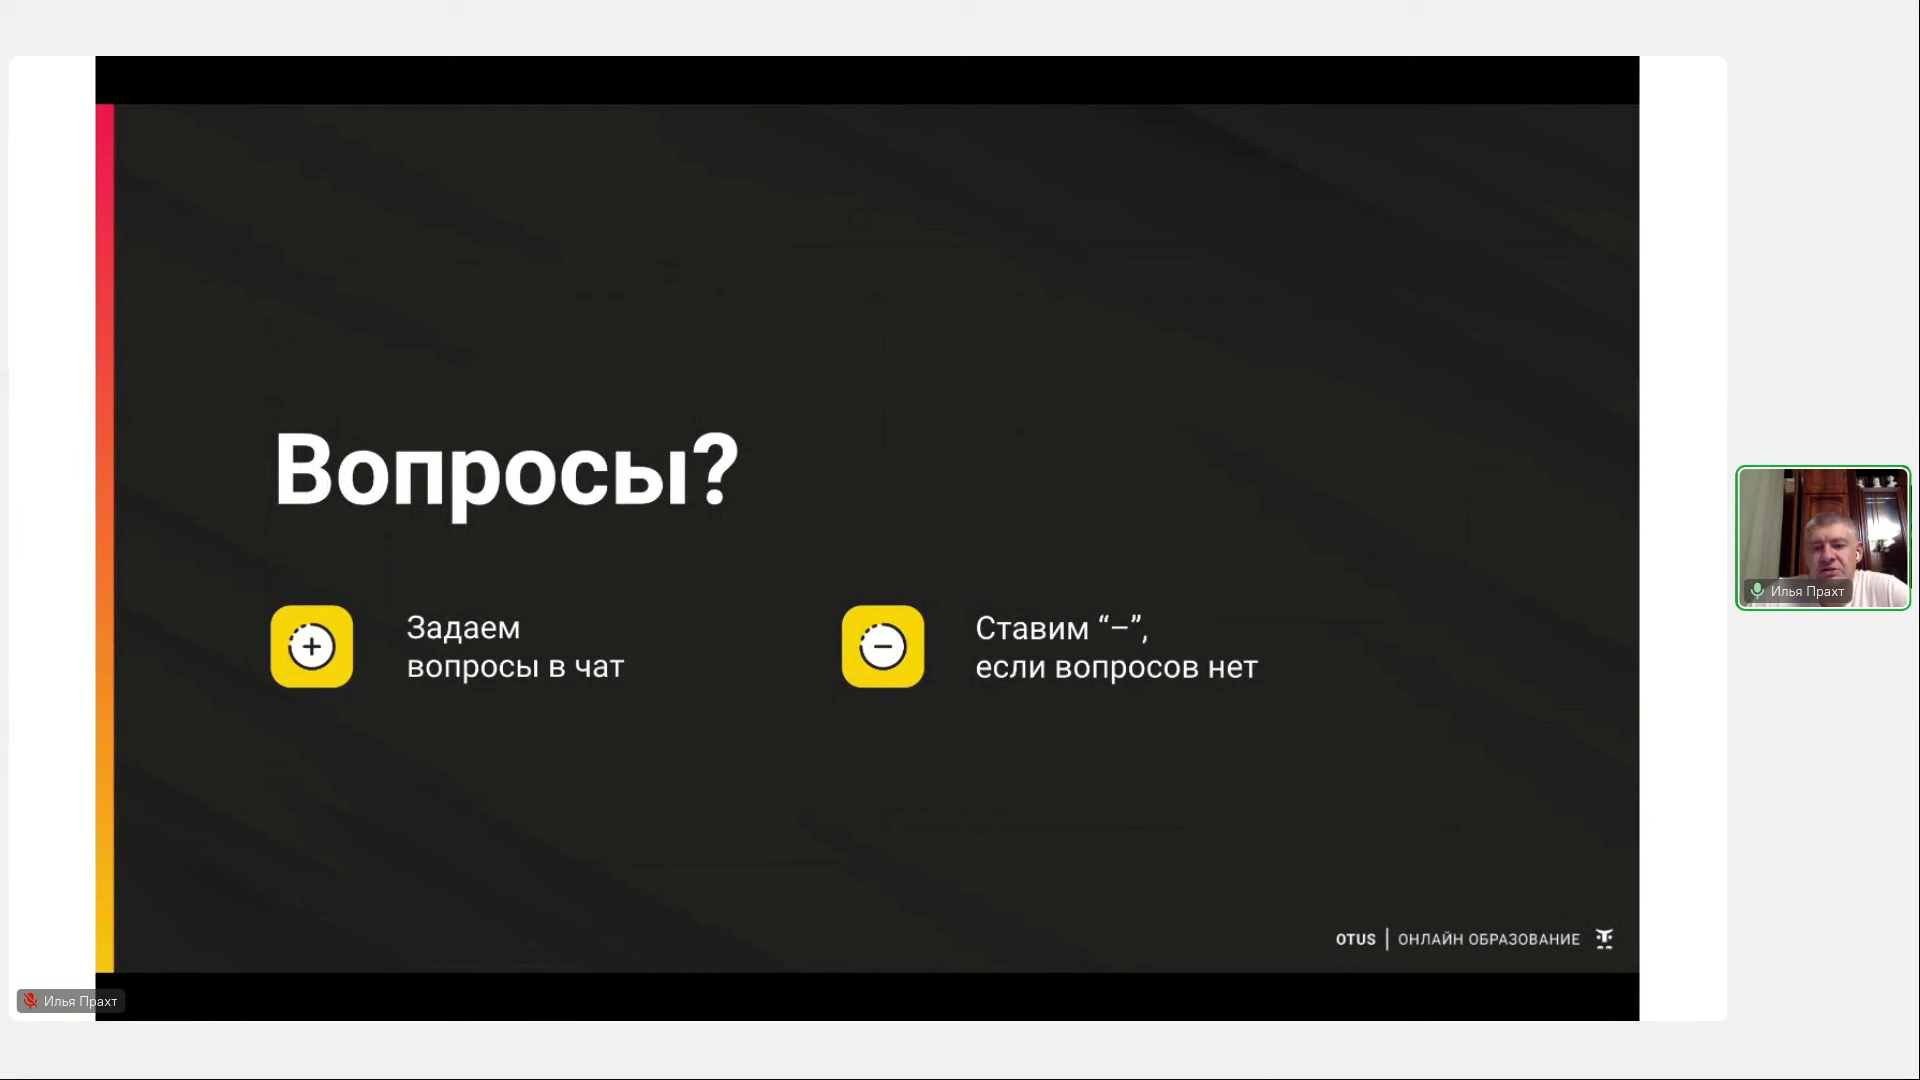 Вопросы?
Задаем
вопросы в чат
Ставим “–”,
если вопросов нет
OTUS | ОНЛАЙН ОБРАЗОВАНИЕ
Илья Прахт
Илья Прахт